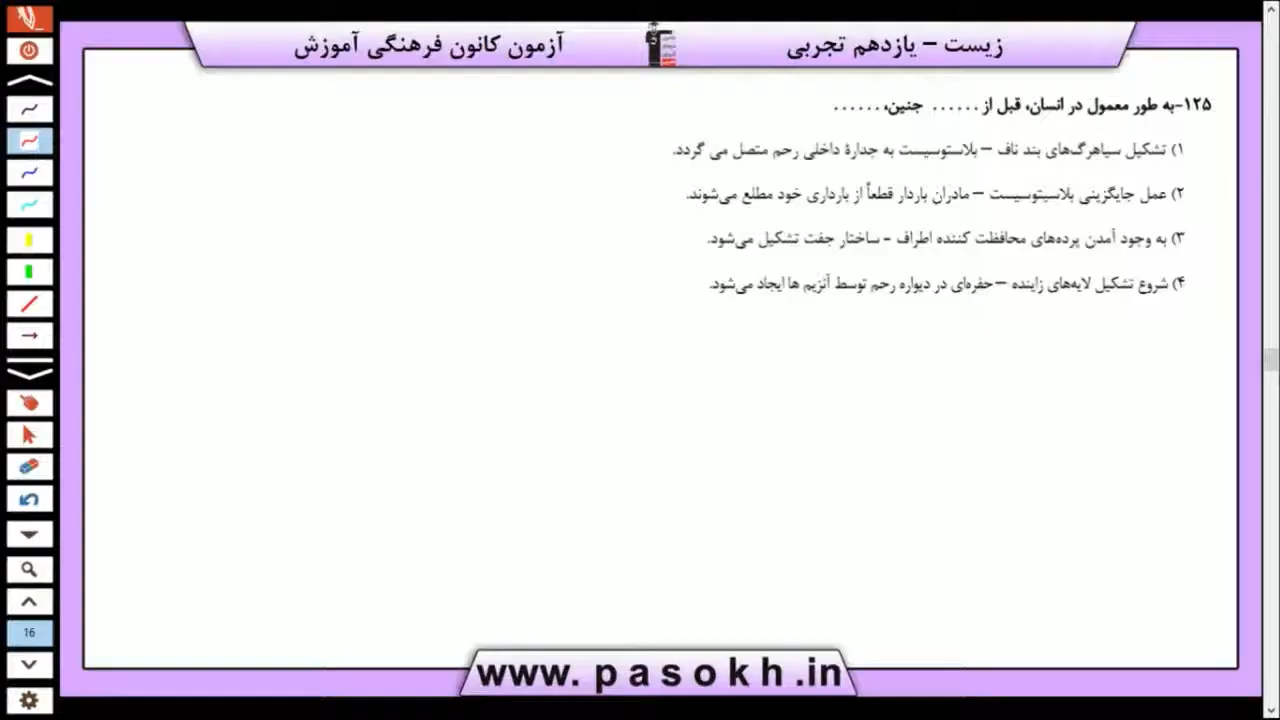 زیست – یازدهم تجربی
آزمون کانون فرهنگی آموزش
۱۲۵-به طور معمول در انسان، قبل از ...... جنین، ......
۱) تشکیل سیاهرگ‌های بند ناف – بلاستوسیست به جدارۀ داخلی رحم متصل می گردد.
۲) عمل جایگزینی بلاسیتوسیست – مادران باردار قطعاً از بارداری خود مطلع می‌شوند.
۳) به وجود آمدن پرده‌های محافظت کننده اطراف - ساختار جفت تشکیل می‌شود.
۴) شروع تشکیل لایه‌های زاینده – حفره‌ای در دیواره رحم توسط آنزیم ها ایجاد می‌شود.
16
www. p a s o k h .in